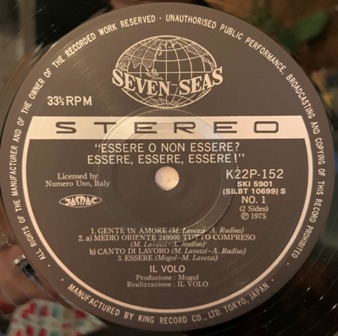 ALL RIGHTS OF THE MANUFACTURER AND OF THE OWNER OF THE RECORDED WORK RESERVED · UNAUTHORISED PUBLIC PERFORMANCE, BROADCASTING AND COPYING OF THIS RECORD PROHIBITED
SEVEN SEAS
33⅓ RPM
STEREO
"ESSERE O NON ESSERE?
ESSERE, ESSERE, ESSERE!"
Licensed by
Numero Uno, Italy
JASRAC
K22P-152
SKI 5901
(SILBT 10699) S
NO. 1
(2 Sides)
Ⓟ 1975
1. GENTE IN AMORE (M. Lavezzi-A. Radius)
2. a) MEDIO ORIENTE 249000 TUTTO COMPRESO
(M. Lavezzi-A. Radius)
b) CANTO DI LAVORO (M. Lavezzi-A. Radius)
3. ESSERE (Mogol-M. Lavezzi)
IL VOLO
Produzione : Mogol
Realizzazione : IL VOLO
· MANUFACTURED BY KING RECORD CO., LTD. TOKYO, JAPAN ·